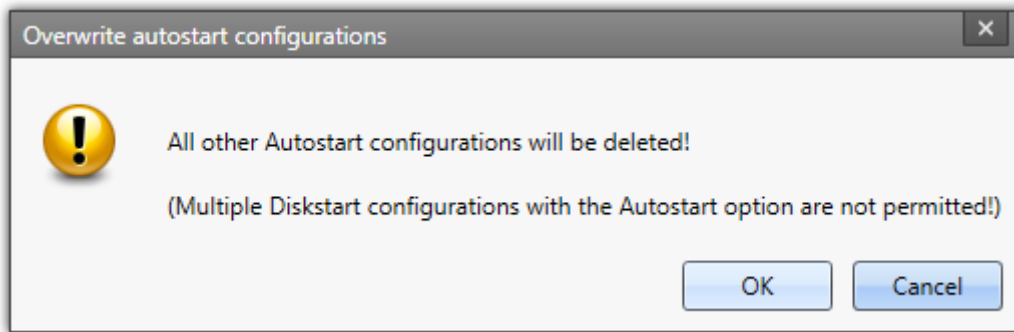 Overwrite autostart configurations
All other Autostart configurations will be deleted!
(Multiple Diskstart configurations with the Autostart option are not permitted!)
OK
Cancel